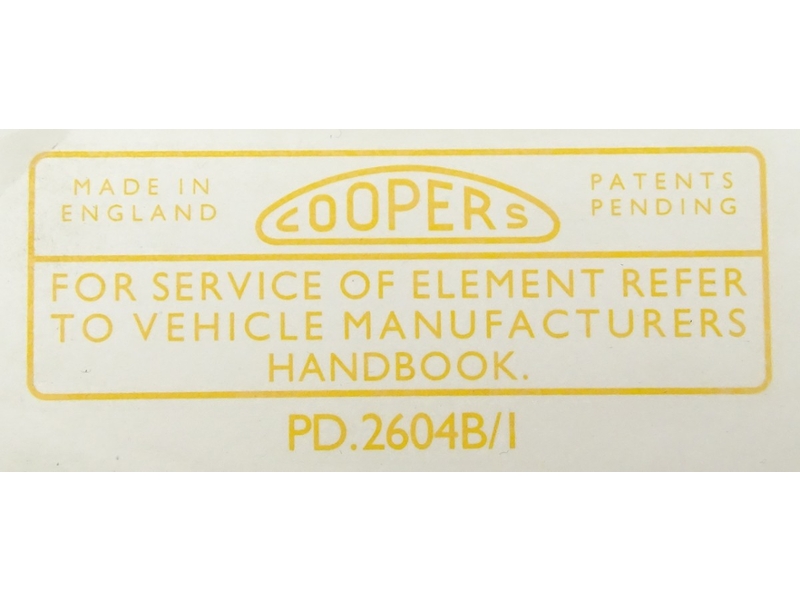 MADE IN
ENGLAND
COOPERS
PATENTS
PENDING
FOR SERVICE OF ELEMENT REFER
TO VEHICLE MANUFACTURERS
HANDBOOK.
PD.2604B/1